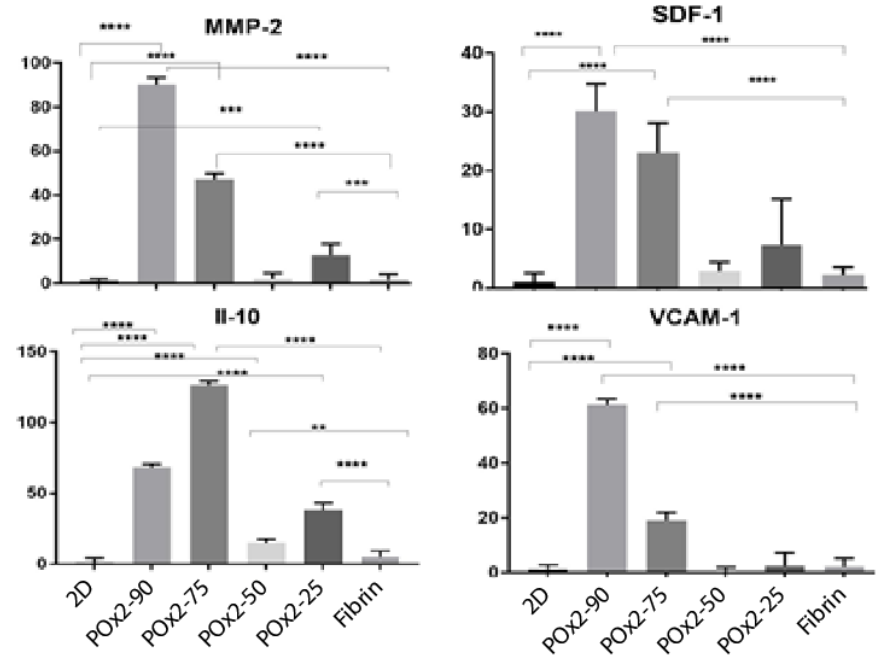 MMP-2
****
****
****
***
****
***
100
80
60
40
20
0
SDF-1
****
****
****
****
40
30
20
10
0
Il-10
****
****
****
****
****
**
****
150
100
50
0
2D
POx2-90
POx2-75
POx2-50
POx2-25
Fibrin
VCAM-1
****
****
****
****
80
60
40
20
0
2D
POx2-90
POx2-75
POx2-50
POx2-25
Fibrin